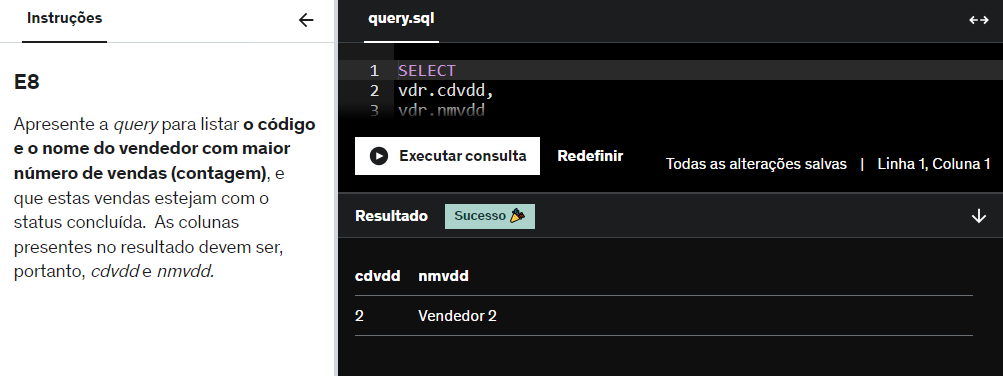 Instruções
E8
Apresente a query para listar o código
e o nome do vendedor com maior
número de vendas (contagem), e
que estas vendas estejam com o
status concluída. As colunas
presentes no resultado devem ser,
portanto, cdvdd e nmvdd.
query.sql
1 SELECT
2 vdr.cdvdd,
3 vdr.nmvdd
Executar consulta Redefinir Todas as alterações salvas | Linha 1, Coluna 1
Resultado Sucesso 🎉
cdvdd nmvdd
2 Vendedor 2